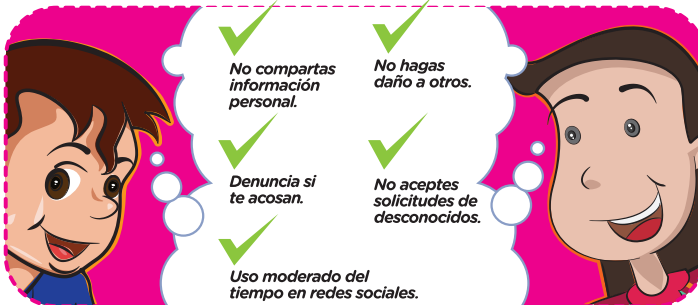 No compartas
información
personal.
No hagas
daño a otros.
Denuncia si
te acosan.
No aceptes
solicitudes de
desconocidos.
Uso moderado del
tiempo en redes sociales.